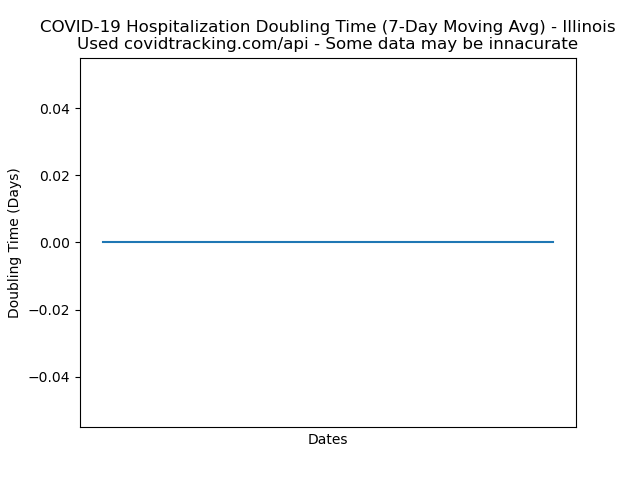 COVID-19 Hospitalization Doubling Time (7-Day Moving Avg) - Illinois
Used covidtracking.com/api - Some data may be innacurate
0.04
0.02
0.00
−0.02
−0.04
Doubling Time (Days)
Dates